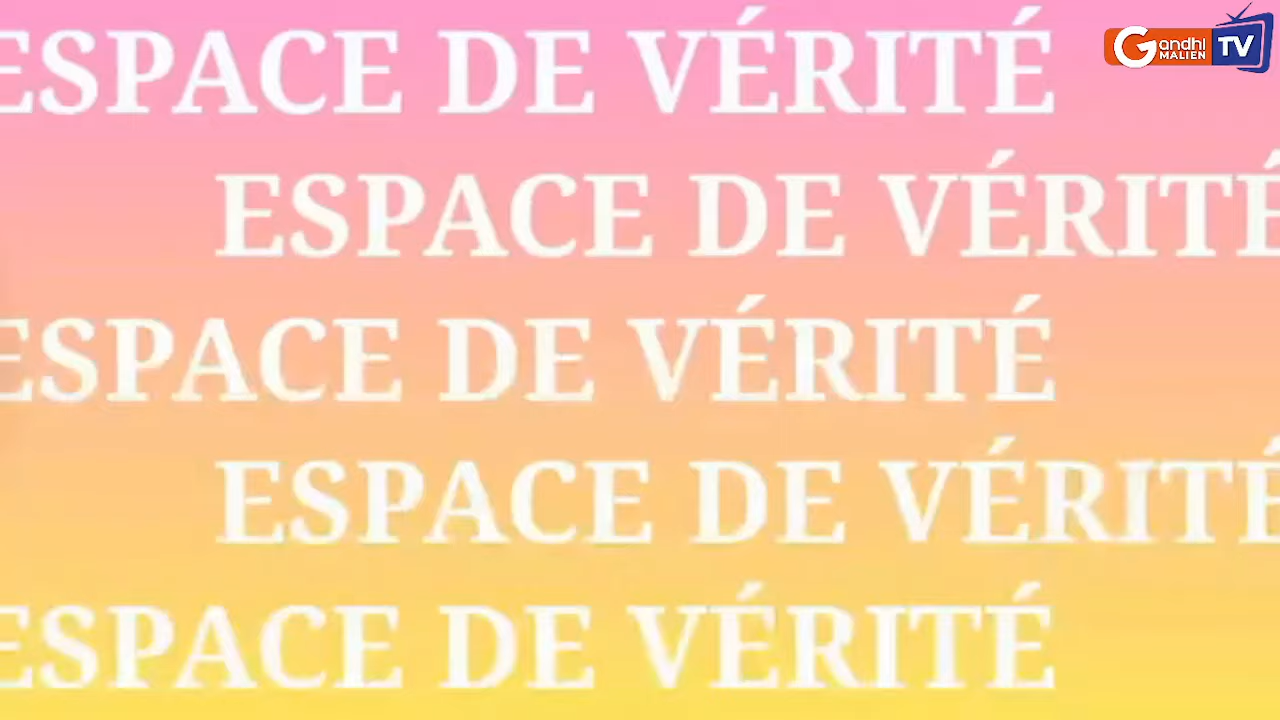 ESPACE DE VÉRITÉ
Gandhi
MALIEN
TV
ESPACE DE VÉRITÉ
ESPACE DE VÉRITÉ
ESPACE DE VÉRITÉ
ESPACE DE VÉRITÉ